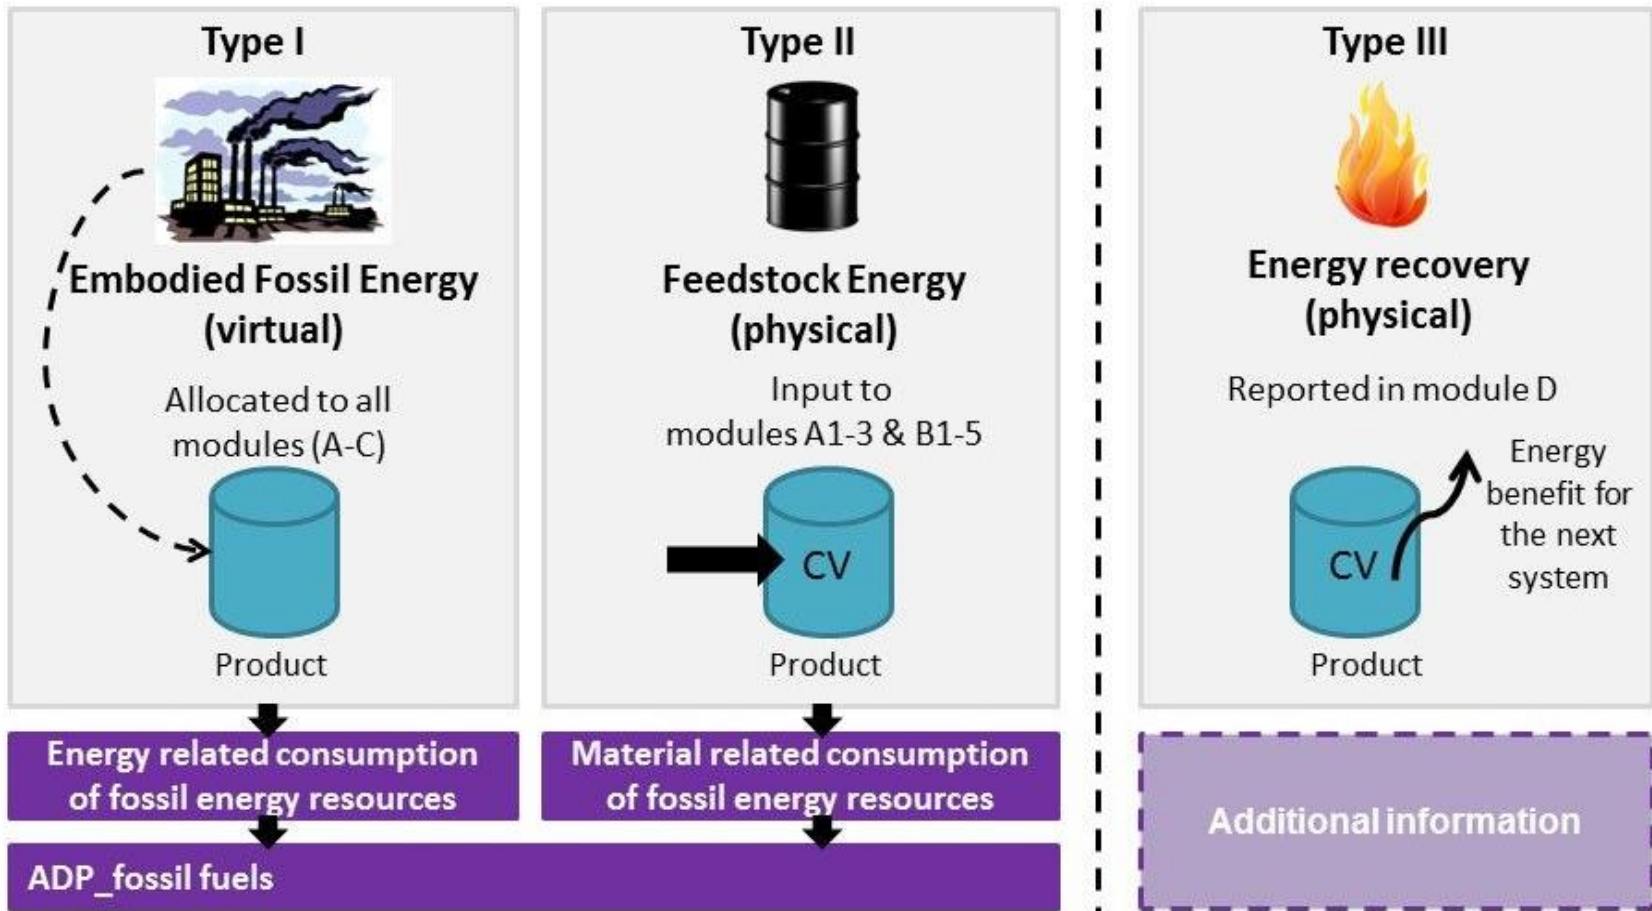 Type I
Embodied Fossil Energy
(virtual)
Allocated to all
modules (A-C)
Product
Energy related consumption
of fossil energy resources
Type II
Feedstock Energy
(physical)
Input to
modules A1-3 & B1-5
CV
Product
Material related consumption
of fossil energy resources
ADP_fossil fuels
Type III
Energy recovery
(physical)
Reported in module D
Energy
benefit for
the next
system
CV
Product
Additional information